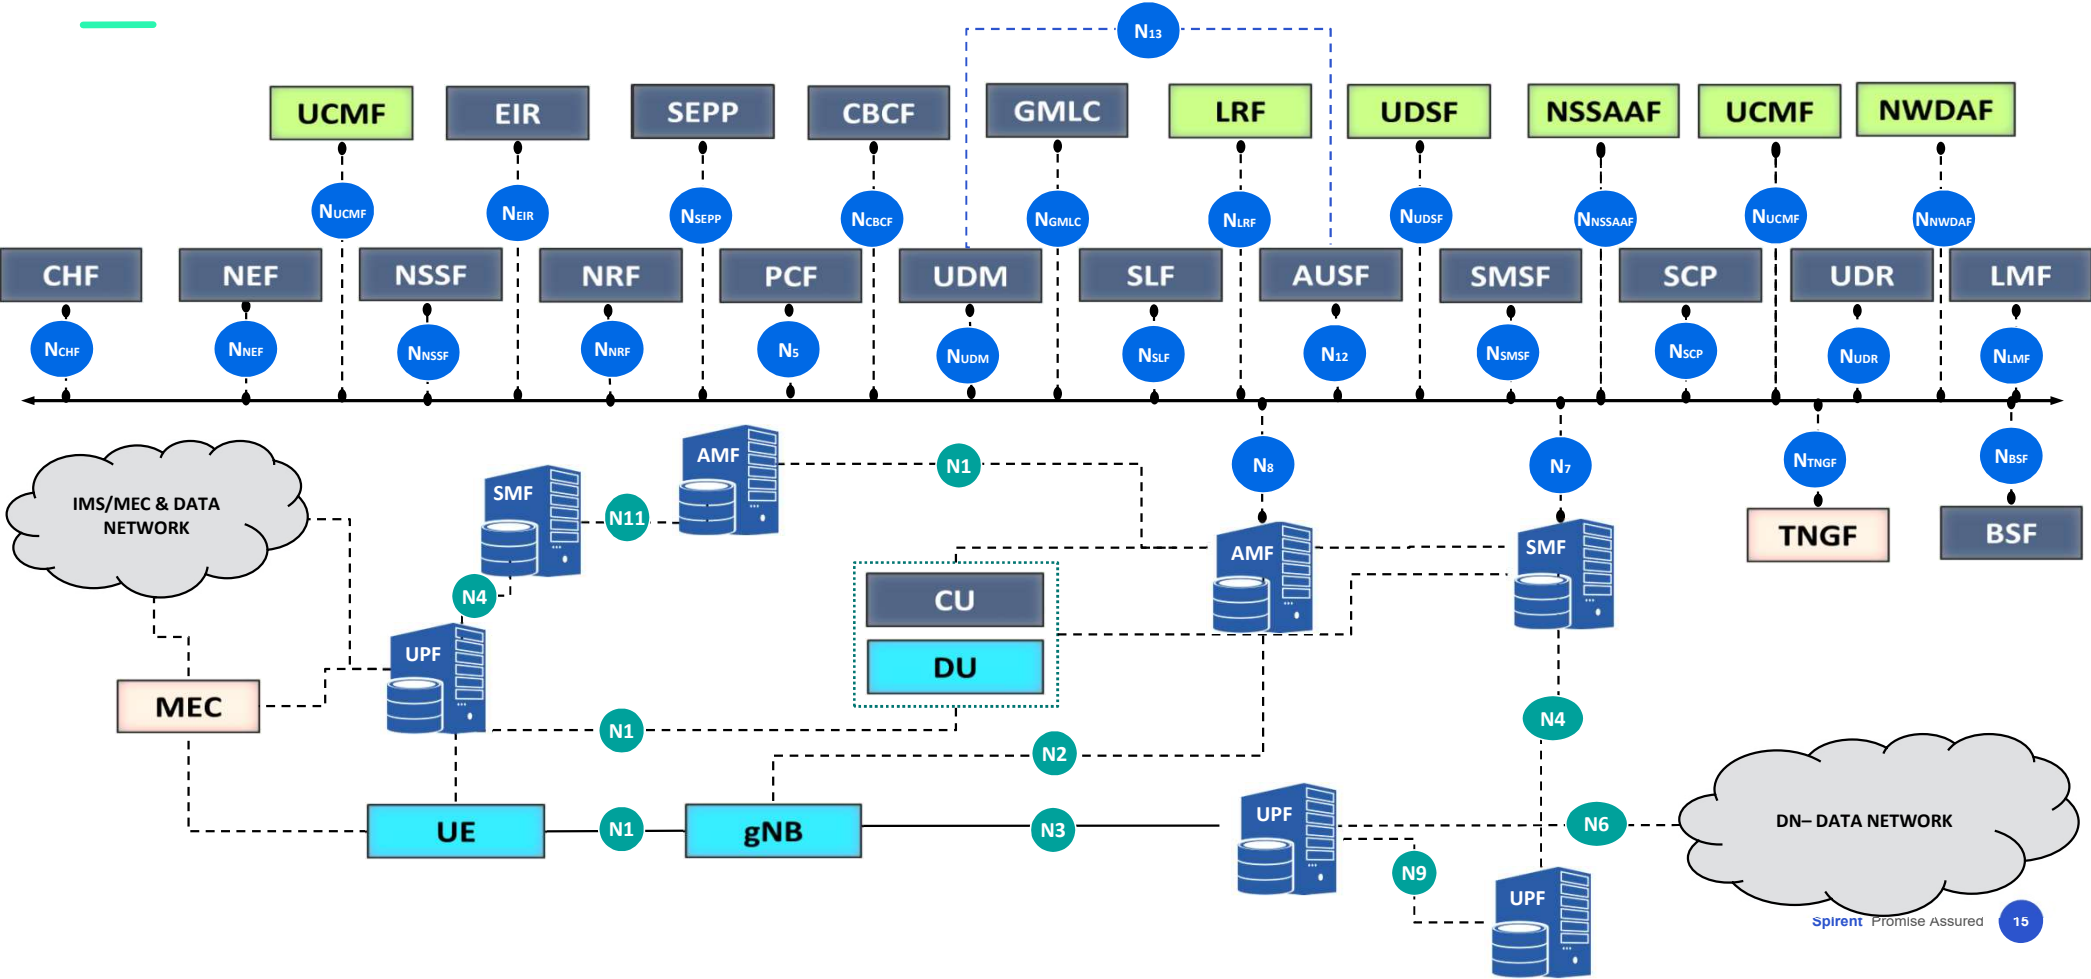 N13
UCMF
EIR
SEPP
CBCF
GMLC
LRF
UDSF
NSSAAF
UCMF
NWDAF
NUCMF
NEIR
NSEPP
NCBCF
NGMLC
NLRF
NUDSF
NNSSAAF
NUCMF
NNWDAF
CHF
NEF
NSSF
NRF
PCF
UDM
SLF
AUSF
SMSF
SCP
UDR
LMF
NCHF
NNEF
NNSSF
NNRF
N5
NUDM
NSLF
N12
NSMSF
NSCP
NUDR
NLMF
AMF
N1
N8
N7
NTNGF
NBSF
SMF
N11
IMS/MEC & DATA
NETWORK
AMF
SMF
TNGF
BSF
N4
CU
UPF
DU
MEC
N1
N2
N4
UE
N1
gNB
N3
UPF
N6
DN– DATA NETWORK
N9
UPF
Spirent Promise Assured
15